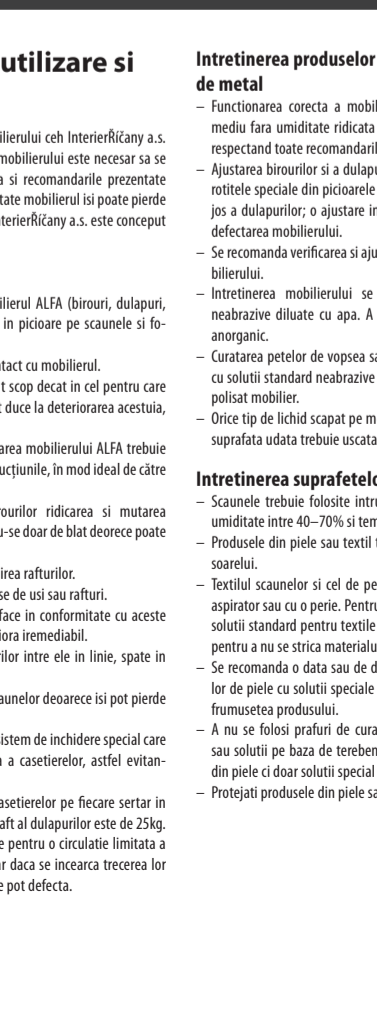 utilizare si
ilierului ceh InterierŘíčany a.s.
mobilierului este necesar sa se
a si recomandarile prezentate
tate mobilierul isi poate pierde
nterierŘíčany a.s. este conceput
ilierul ALFA (birouri, dulapuri,
in picioare pe scaunele si fo-
tact cu mobilierul.
t scop decat in cel pentru care
t duce la deteriorarea acestuia,
area mobilierului ALFA trebuie
ucțiunile, în mod ideal de către
ourilor ridicarea si mutarea
u-se doar de blat deorece poate
irea rafturilor.
se de usi sau rafturi.
face in conformitate cu aceste
iora iremediabil.
ilor intre ele in linie, spate in
aunelor deoarece isi pot pierde
istem de inchidere special care
a a casetierelor, astfel evitan-
asetierelor pe fiecare sertar in
aft al dulapurilor este de 25kg.
e pentru o circulatie limitata a
ar daca se incearca trecerea lor
e pot defecta.
Intretinerea produselor
de metal
– Functionarea corecta a mobil
mediu fara umiditate ridicata
respectand toate recomandaril
– Ajustarea birourilor si a dulapu
rotitele speciale din picioarele
jos a dulapurilor; o ajustare in
defectarea mobilierului.
– Se recomanda verificarea si aju
bilierului.
– Intretinerea mobilierului se
neabrazive diluate cu apa. A
anorganic.
– Curatarea petelor de vopsea sa
cu solutii standard neabrazive
polisat mobilier.
– Orice tip de lichid scapat pe m
suprafata udata trebuie uscata
Intretinerea suprafetelo
– Scaunele trebuie folosite intru
umiditate intre 40–70% si tem
– Produsele din piele sau textil t
soarelui.
– Textilul scaunelor si cel de pe
aspirator sau cu o perie. Pentru
solutii standard pentru textile
pentru a nu se strica materialu
– Se recomanda o data sau de d
lor de piele cu solutii speciale
frumusetea produsului.
– A nu se folosi prafuri de cura
sau solutii pe baza de tereben
din piele ci doar solutii special
– Protejati produsele din piele sa